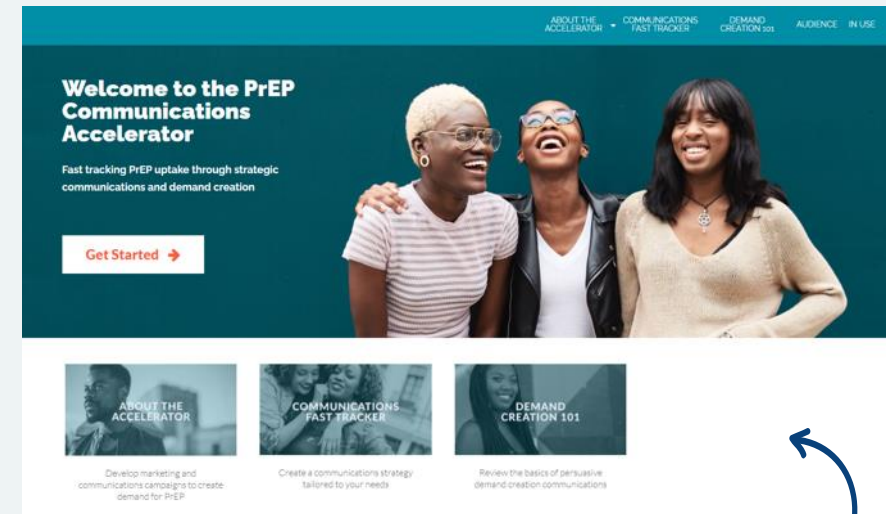 ABOUT THE
ACCELERATOR
COMMUNICATIONS
FAST TRACKER
DEMAND
CREATION 101
AUDIENCE
IN USE
Welcome to the PrEP
Communications
Accelerator
Fast tracking PrEP uptake through strategic
communications and demand creation
Get Started
ABOUT THE
ACCELERATOR
Develop marketing and
communications campaigns to create
demand for PrEP
COMMUNICATIONS
FAST TRACKER
Create a communications strategy
tailored to your needs
DEMAND
CREATION 101
Review the basics of persuasive
demand creation communications